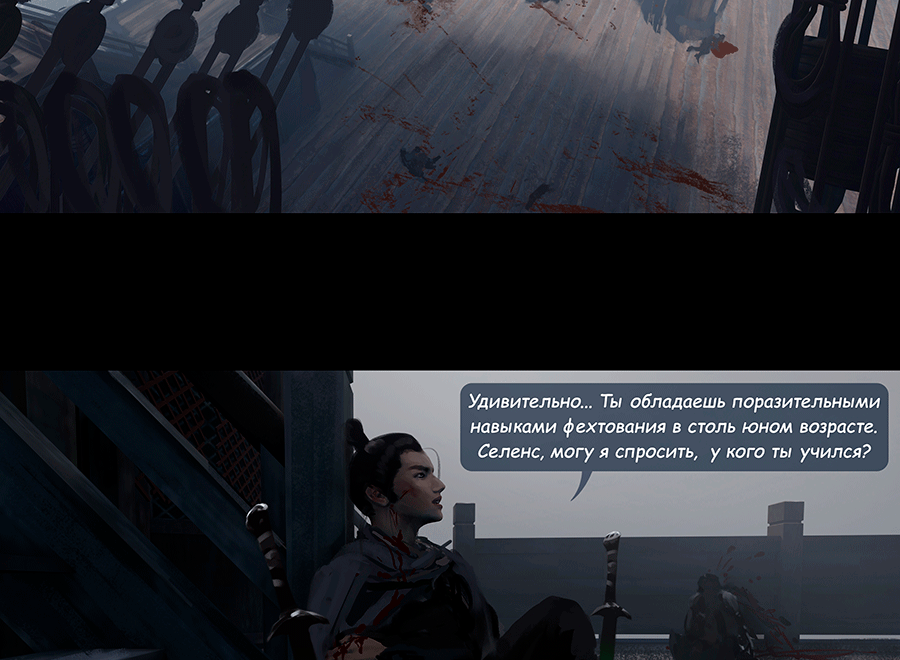 Удивительно... Ты обладаешь поразительными
навыками фехтования в столь юном возрасте.
Селенс, могу я спросить, у кого ты учился?